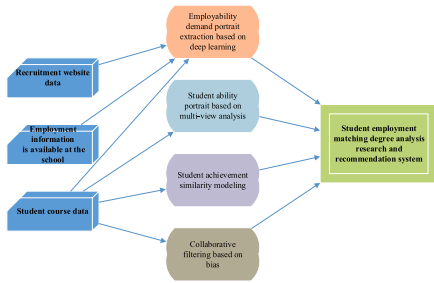 Employability
demand portrait
extraction based on
deep learning
Recruitment website
data
Student ability
portrait based on
multi-view analysis
Employment
information
is available at the
school
Student employment
matching degree analysis
research and
recommendation system
Student achievement
similarity modeling
Student course data
Collaborative
filtering based on
bias